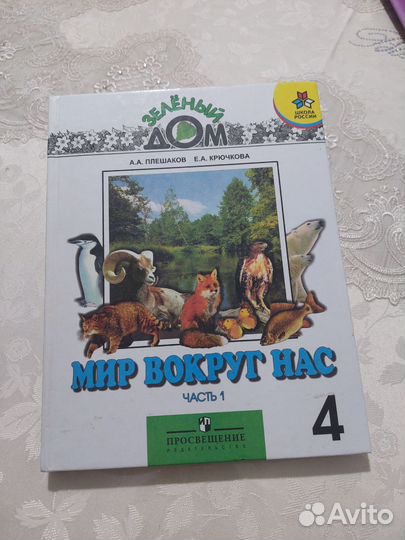 ЗЕЛЁНЫЙ
ДОМ
ШКОЛА
РОССИИ
А.А. ПЛЕШАКОВ Е.А. КРЮЧКОВА
МИР ВОКРУГ НАС
ЧАСТЬ 1
ПРОСВЕЩЕНИЕ
ИЗДАТЕЛЬСТВО
4
Avito